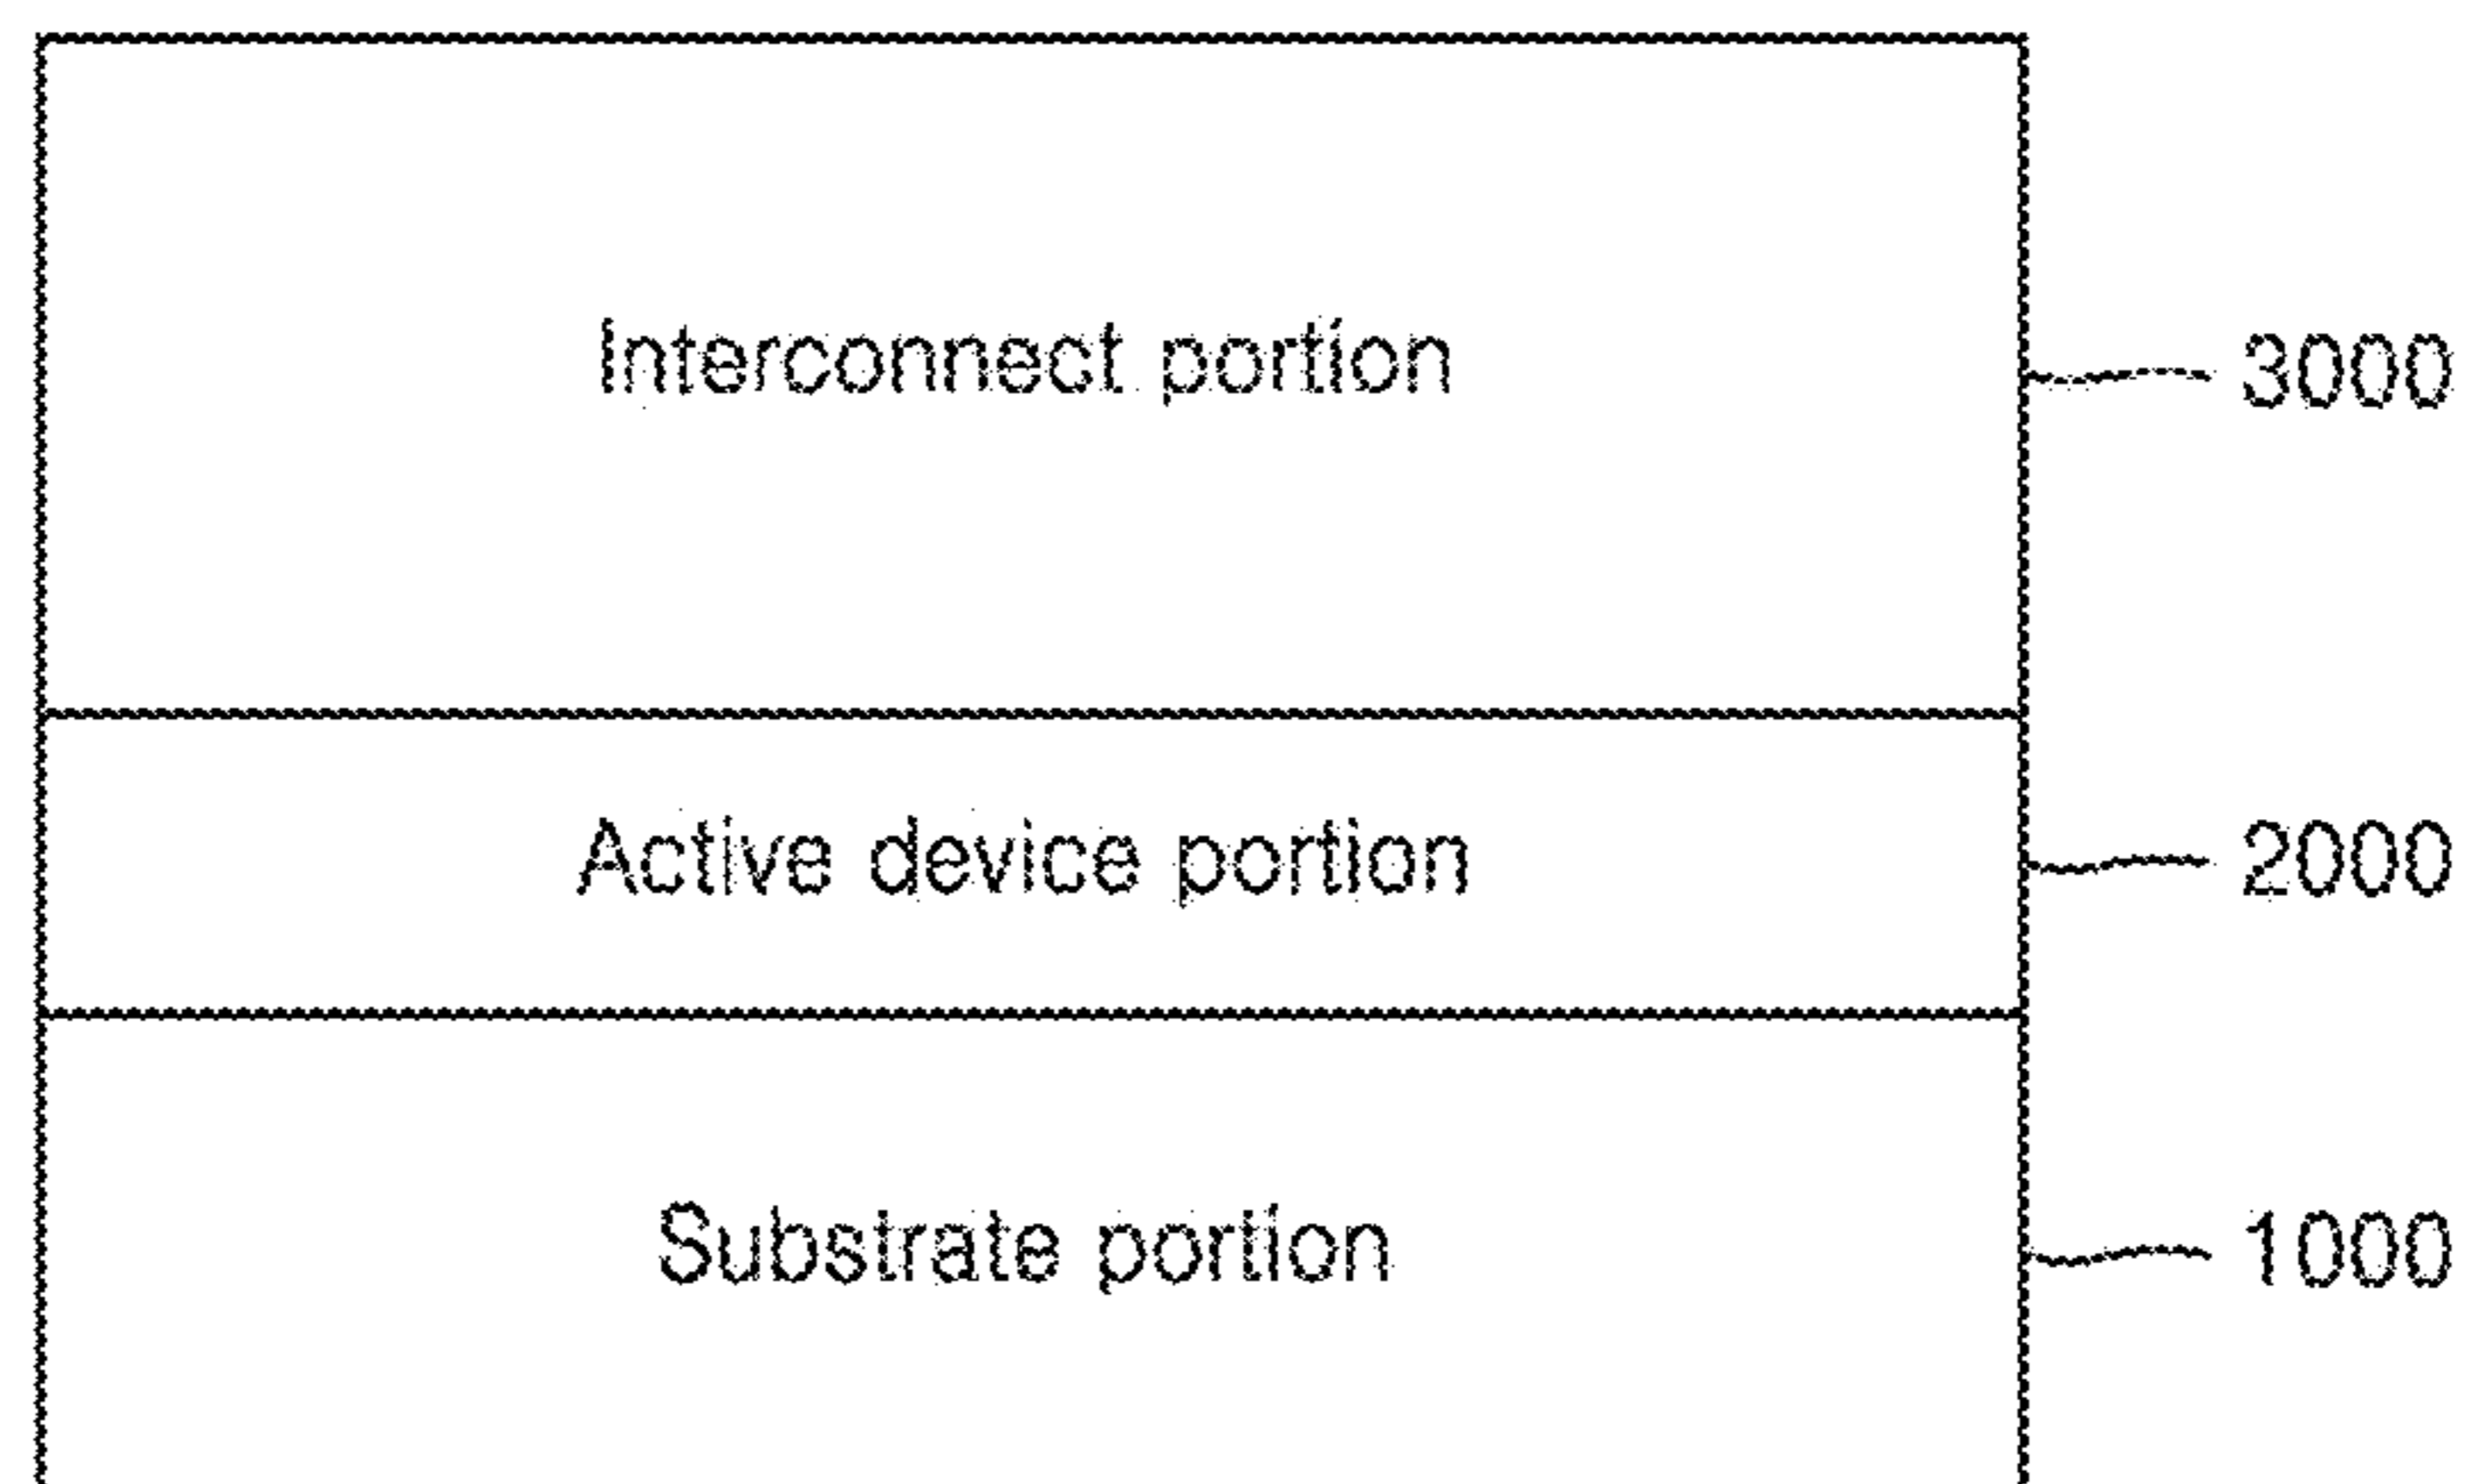 Interconnect portion 3000
Active device portion 2000
Substrate portion 1000